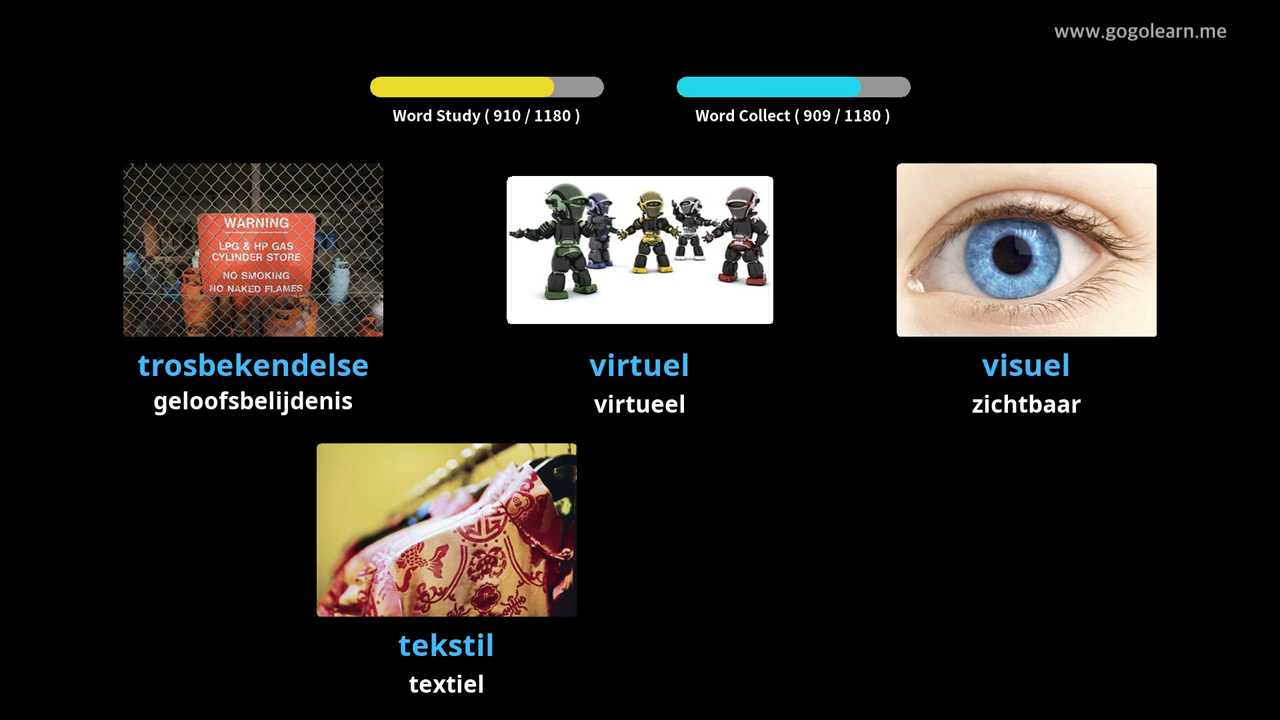 www.gogolearn.me
Word Study ( 910 / 1180 )
Word Collect ( 909 / 1180 )
WARNING
LPG & HP GAS
CYLINDER STORE
NO SMOKING
NO NAKED FLAMES
trosbekendelse
geloofsbelijdenis
virtuel
virtueel
visuel
zichtbaar
tekstil
textiel